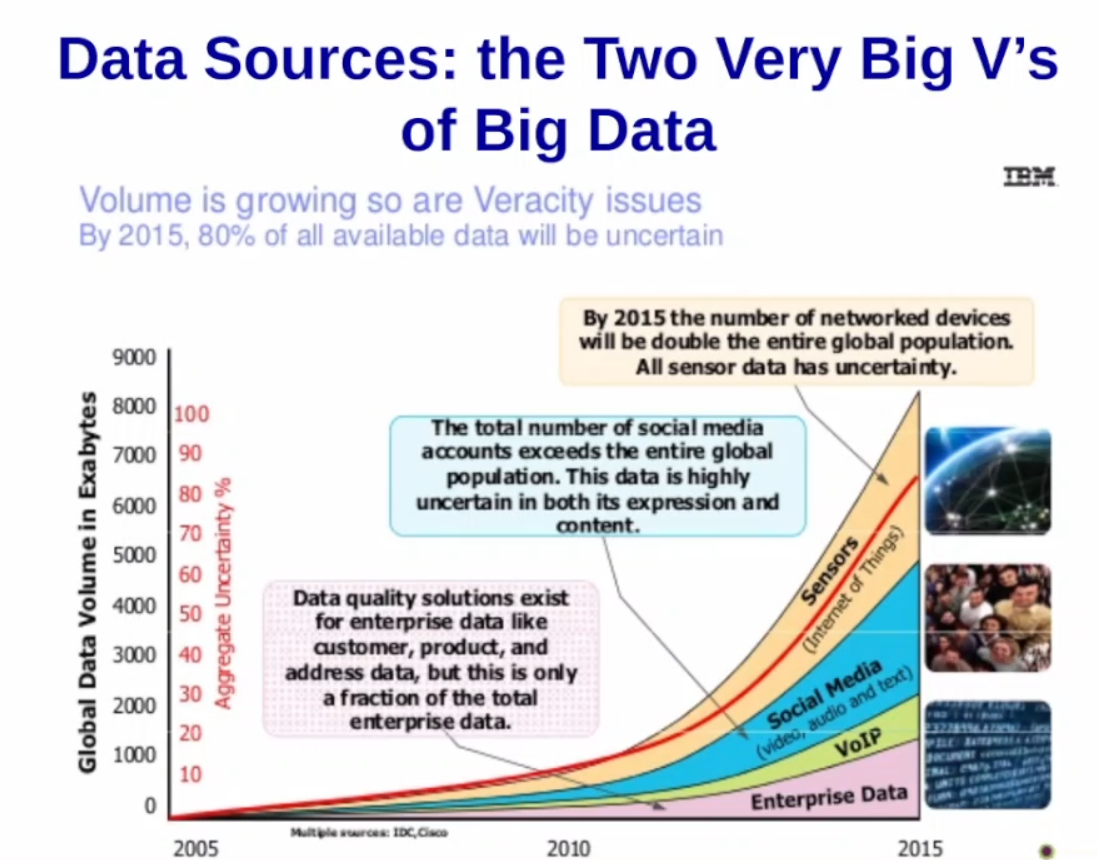 Data Sources: the Two Very Big V's
of Big Data
IBM
Volume is growing so are Veracity issues
By 2015, 80% of all available data will be uncertain
By 2015 the number of networked devices
will be double the entire global population.
All sensor data has uncertainty.
The total number of social media
accounts exceeds the entire global
population. This data is highly
uncertain in both its expression and
content.
Data quality solutions exist
for enterprise data like
customer, product, and
address data, but this is only
a fraction of the total
enterprise data.
Global Data Volume in Exabytes
9000
8000
7000
6000
5000
4000
3000
2000
1000
0
Aggregate Uncertainty %
100
90
80
70
60
50
40
30
20
10
Sensors
(Internet of Things)
Social Media
(video, audio and text)
VoIP
Enterprise Data
Multiple sources: IDC,Cisco
2005
2010
2015